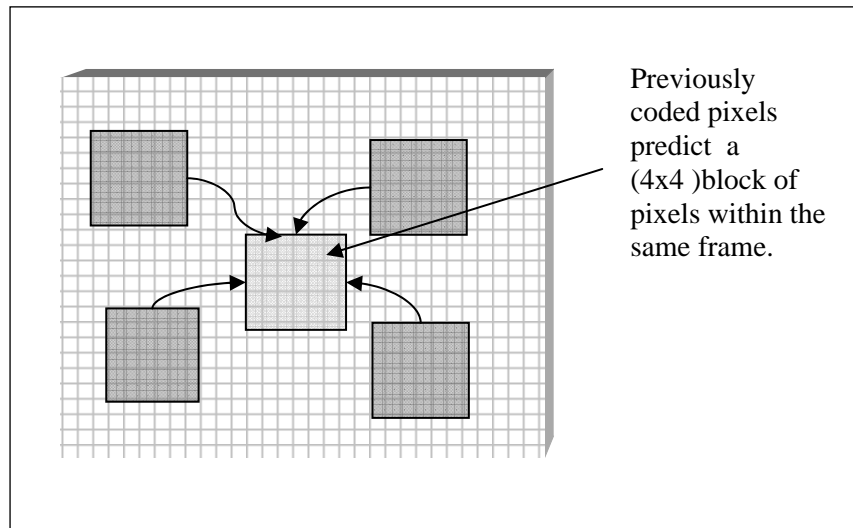 Previously
coded pixels
predict a
(4x4 )block of
pixels within the
same frame.